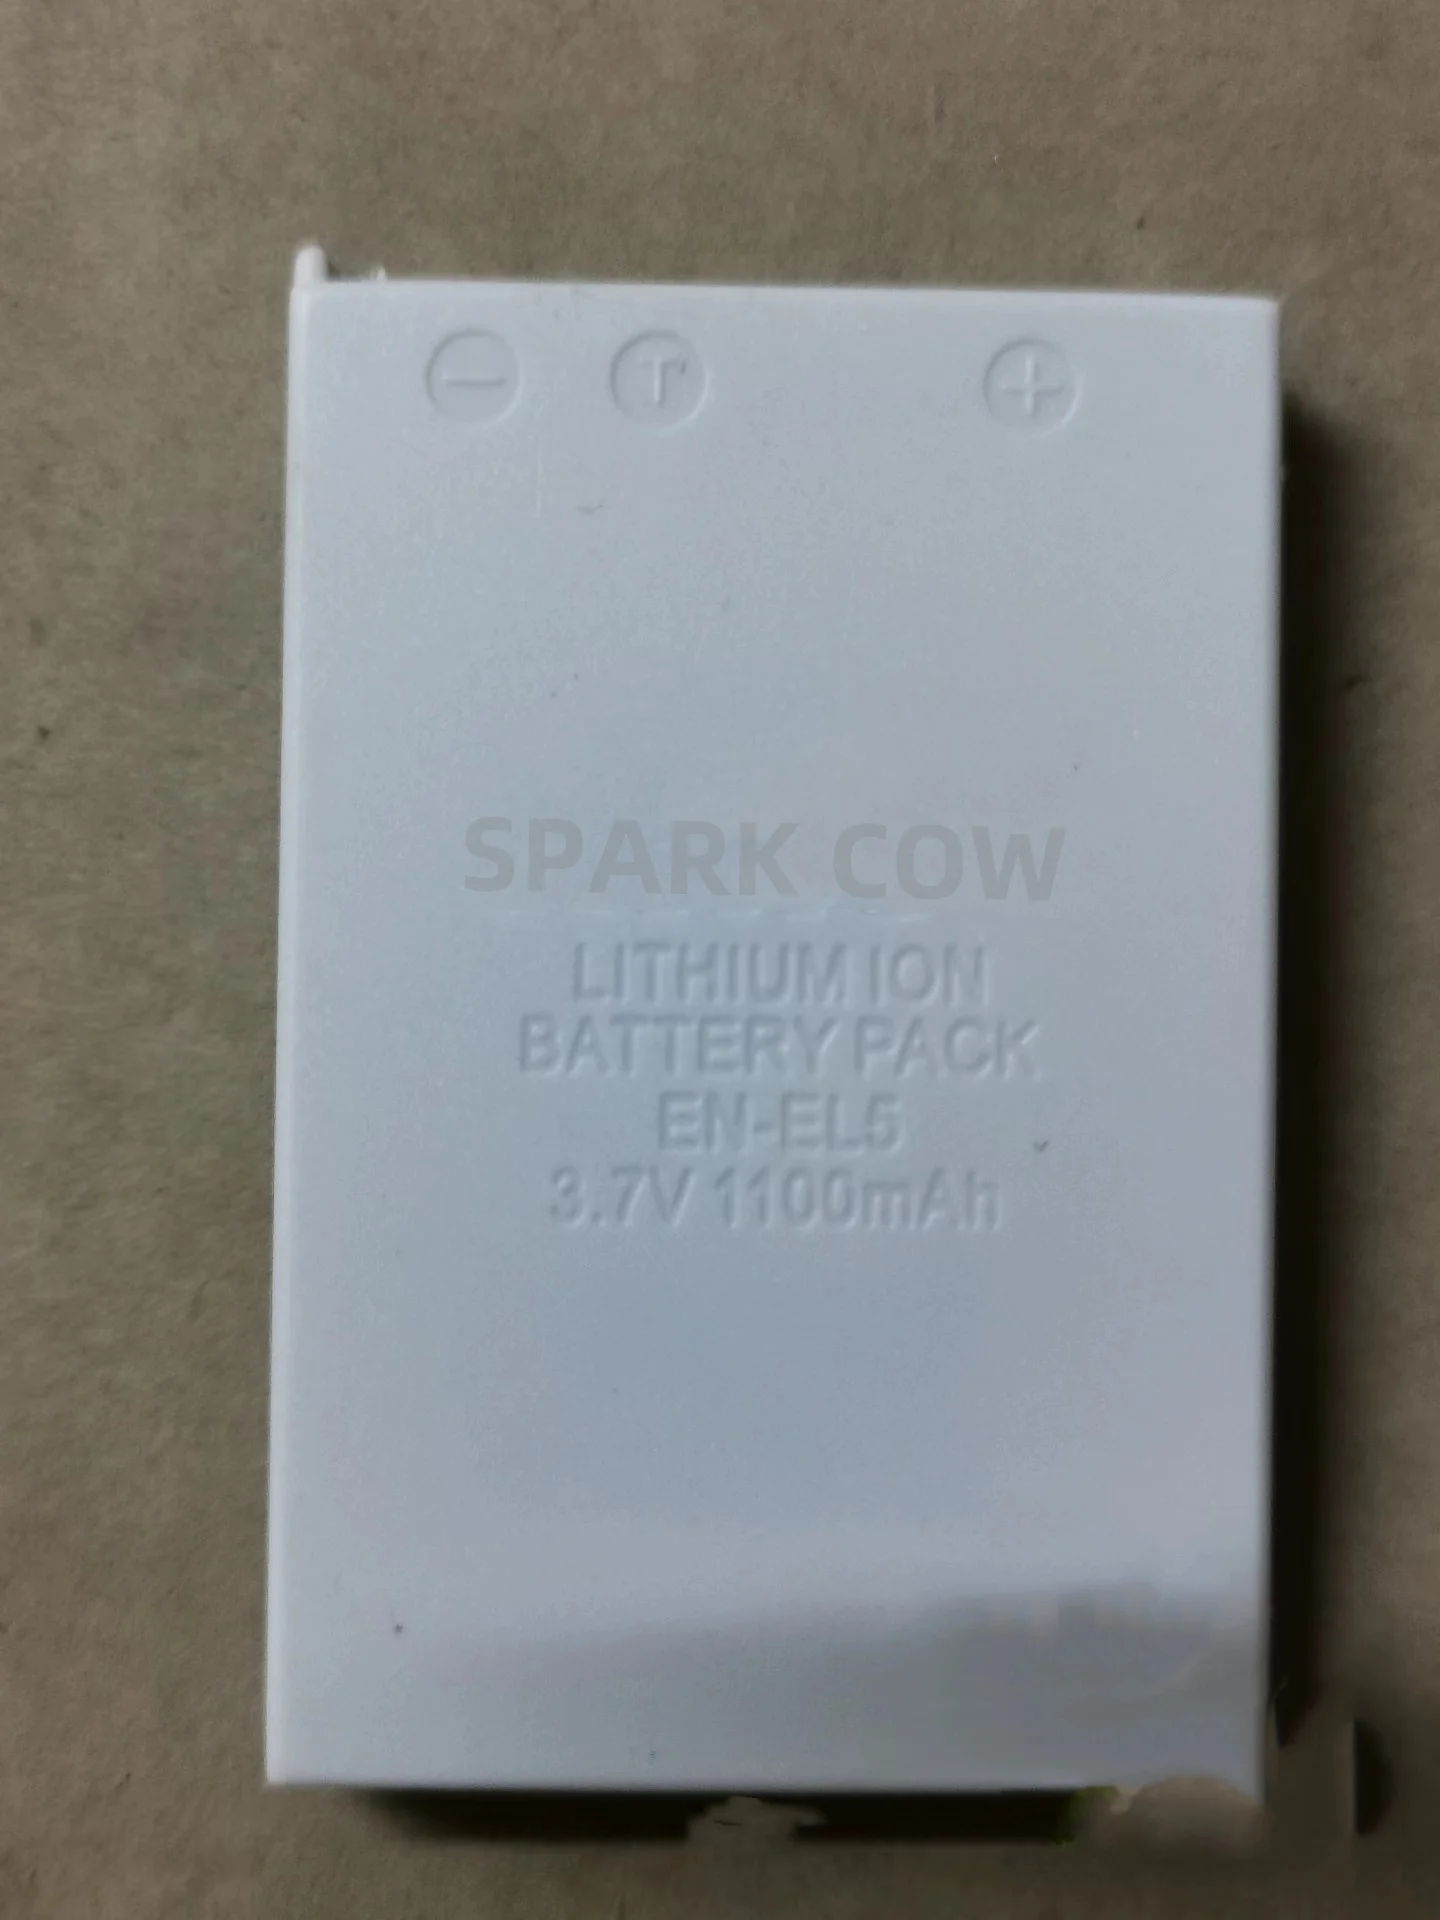 − T +
SPARK COW
LITHIUM ION
BATTERY PACK
EN-EL5
3.7V 1100mAh